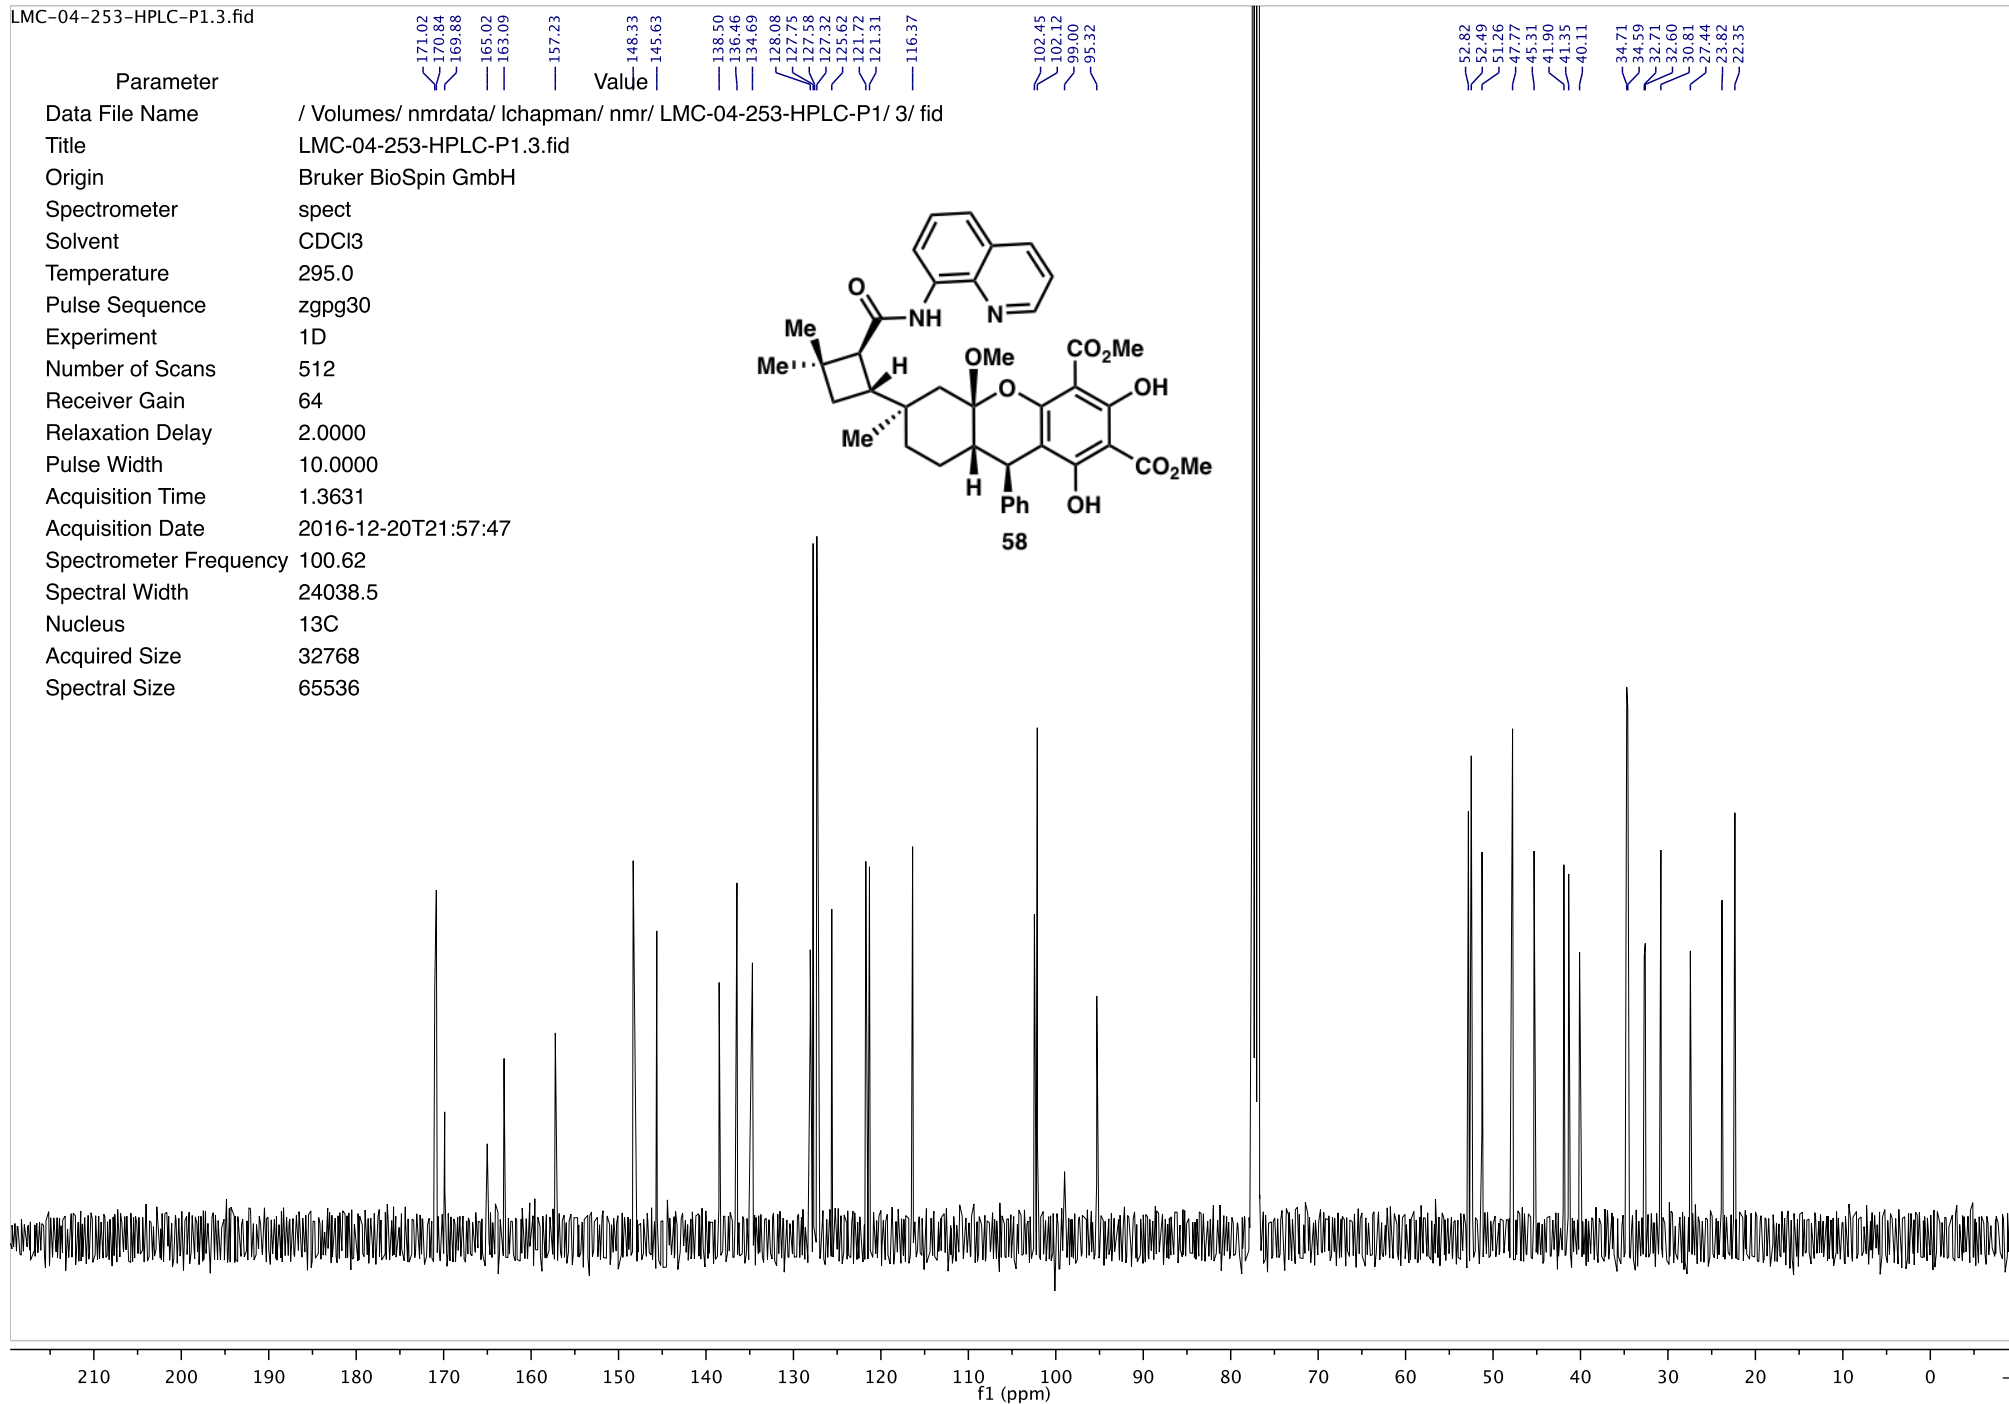 LMC-04-253-HPLC-P1.3.fid
171.02
170.84
169.88
165.02
163.09
157.23
148.33
145.63
138.50
136.46
134.69
128.08
127.75
127.58
127.32
125.62
121.72
121.31
116.37
102.45
102.12
99.00
95.32
52.82
52.49
51.26
47.77
45.31
41.90
41.35
40.11
34.71
34.59
32.71
32.60
30.81
27.44
23.82
22.35
Parameter Value
Data File Name / Volumes/ nmrdata/ lchapman/ nmr/ LMC-04-253-HPLC-P1/ 3/ fid
Title LMC-04-253-HPLC-P1.3.fid
Origin Bruker BioSpin GmbH
Spectrometer spect
Solvent CDCl3
Temperature 295.0
Pulse Sequence zgpg30
Experiment 1D
Number of Scans 512
Receiver Gain 64
Relaxation Delay 2.0000
Pulse Width 10.0000
Acquisition Time 1.3631
Acquisition Date 2016-12-20T21:57:47
Spectrometer Frequency 100.62
Spectral Width 24038.5
Nucleus 13C
Acquired Size 32768
Spectral Size 65536
O
NH
N
Me
Me
H
OMe
O
CO2Me
OH
Me
CO2Me
H
Ph
OH
58
210 200 190 180 170 160 150 140 130 120 110 100 90 80 70 60 50 40 30 20 10 0 -
f1 (ppm)